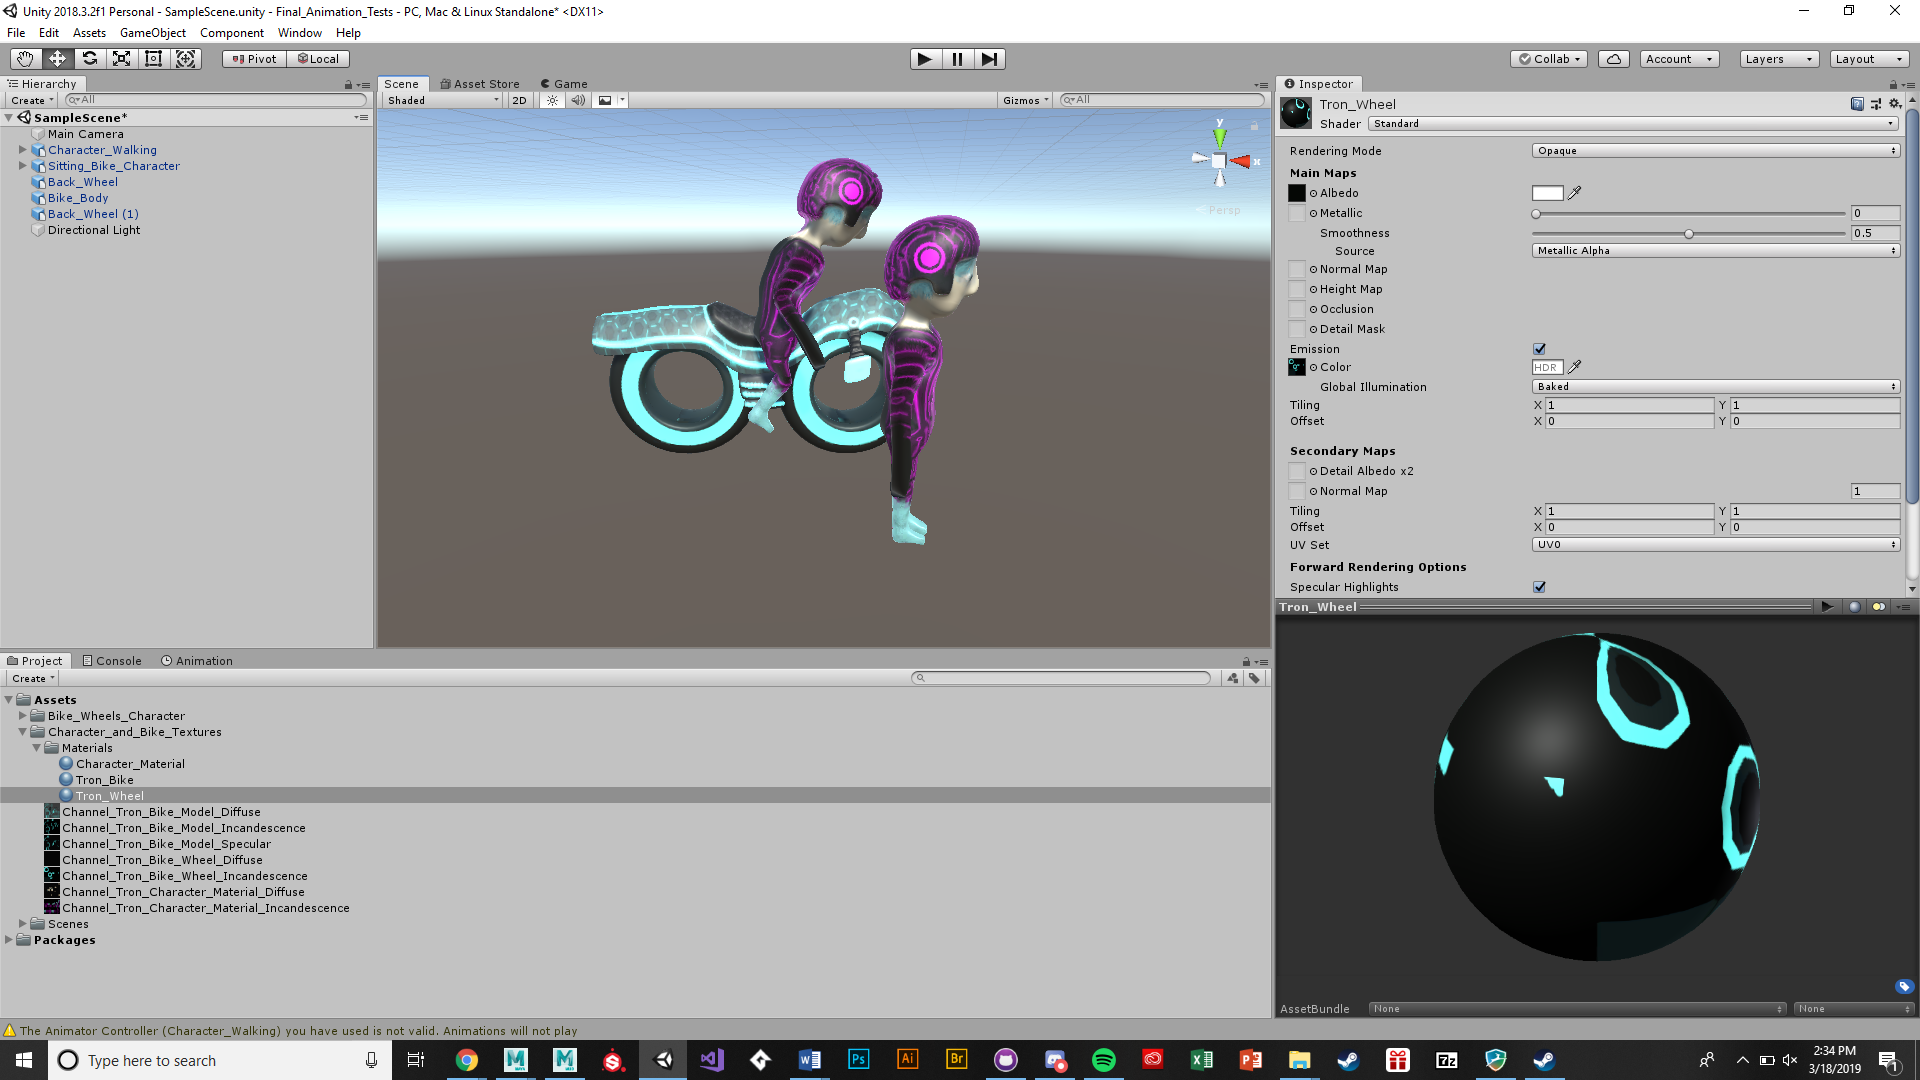 Unity 2018.3.2f1 Personal - SampleScene.unity - Final_Animation_Tests - PC, Mac & Linux Standalone* <DX11>
File Edit Assets GameObject Component Window Help
Pivot Local Collab Account Layers Layout
Hierarchy
Create All
SampleScene*
Main Camera
Character_Walking
Sitting_Bike_Character
Back_Wheel
Bike_Body
Back_Wheel (1)
Directional Light
Scene Asset Store Game
Shaded 2D Gizmos All
y
x
Persp
Inspector
Tron_Wheel
Shader Standard
Rendering Mode Opaque
Main Maps
Albedo
Metallic 0
Smoothness 0.5
Source Metallic Alpha
Normal Map
Height Map
Occlusion
Detail Mask
Emission
Color HDR
Global Illumination Baked
Tiling X 1 Y 1
Offset X 0 Y 0
Secondary Maps
Detail Albedo x2
Normal Map 1
Tiling X 1 Y 1
Offset X 0 Y 0
UV Set UV0
Forward Rendering Options
Specular Highlights
Tron_Wheel
AssetBundle None None
Project Console Animation
Create
Assets
Bike_Wheels_Character
Character_and_Bike_Textures
Materials
Character_Material
Tron_Bike
Tron_Wheel
Channel_Tron_Bike_Model_Diffuse
Channel_Tron_Bike_Model_Incandescence
Channel_Tron_Bike_Model_Specular
Channel_Tron_Bike_Wheel_Diffuse
Channel_Tron_Bike_Wheel_Incandescence
Channel_Tron_Character_Material_Diffuse
Channel_Tron_Character_Material_Incandescence
Scenes
Packages
The Animator Controller (Character_Walking) you have used is not valid. Animations will not play
Type here to search
M M S W Ps Ai Br X P 7z
2:34 PM
3/18/2019
1